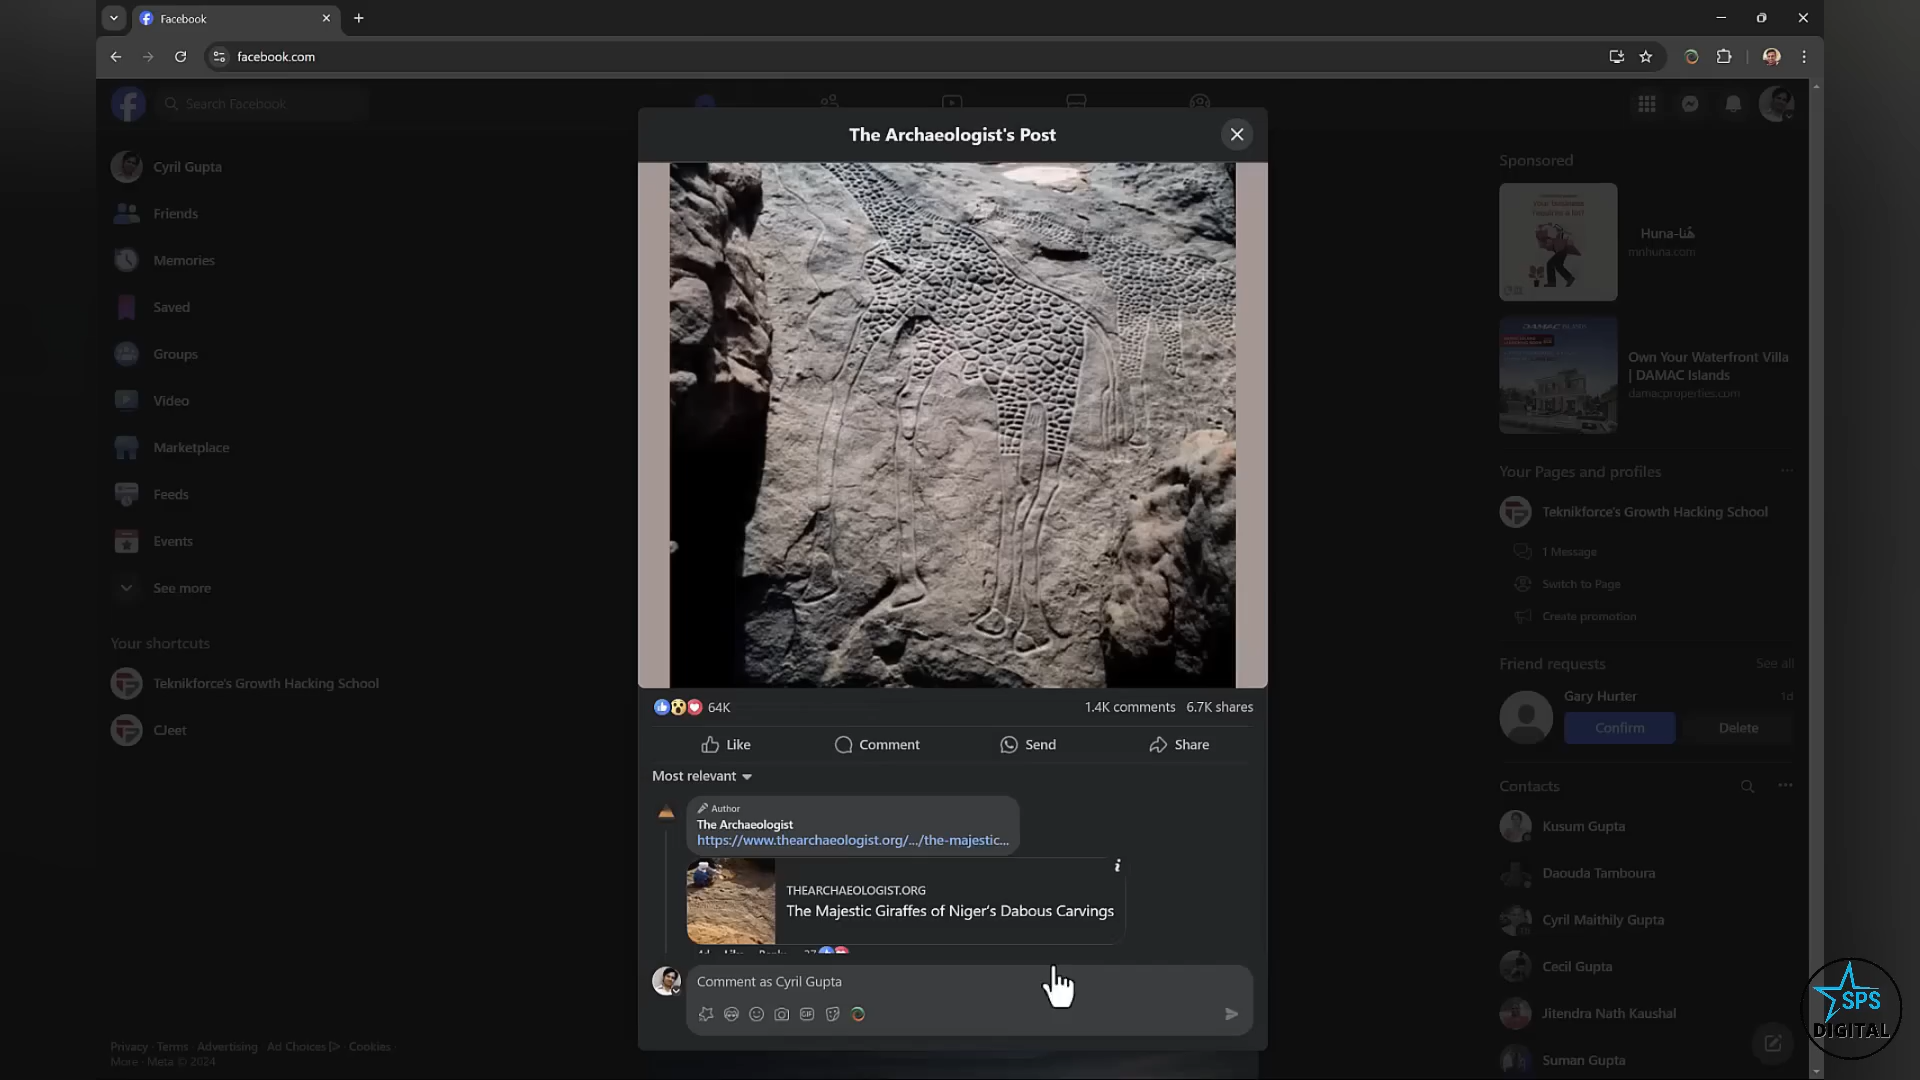 Facebook
facebook.com
Search Facebook
The Archaeologist's Post
Cyril Gupta
Friends
Memories
Saved
Groups
Video
Marketplace
Feeds
Events
See more
Your shortcuts
Teknikforce's Growth Hacking School
CJeet
Privacy · Terms · Advertising · Ad Choices · Cookies ·
More · Meta © 2024
64K
1.4K comments 6.7K shares
Like
Comment
Send
Share
Most relevant
Author
The Archaeologist
https://www.thearchaeologist.org/.../the-majestic...
THEARCHAEOLOGIST.ORG
The Majestic Giraffes of Niger's Dabous Carvings
Comment as Cyril Gupta
GIF
Sponsored
Huna-هُنا
mnhuna.com
Own Your Waterfront Villa
| DAMAC Islands
damacproperties.com
Your Pages and profiles
Teknikforce's Growth Hacking School
1 Message
Switch to Page
Create promotion
Friend requests
See all
Gary Hurter
1d
Confirm
Delete
Contacts
Kusum Gupta
Daouda Tamboura
Cyril Maithily Gupta
Cecil Gupta
Jitendra Nath Kaushal
Suman Gupta
SPS
DIGITAL